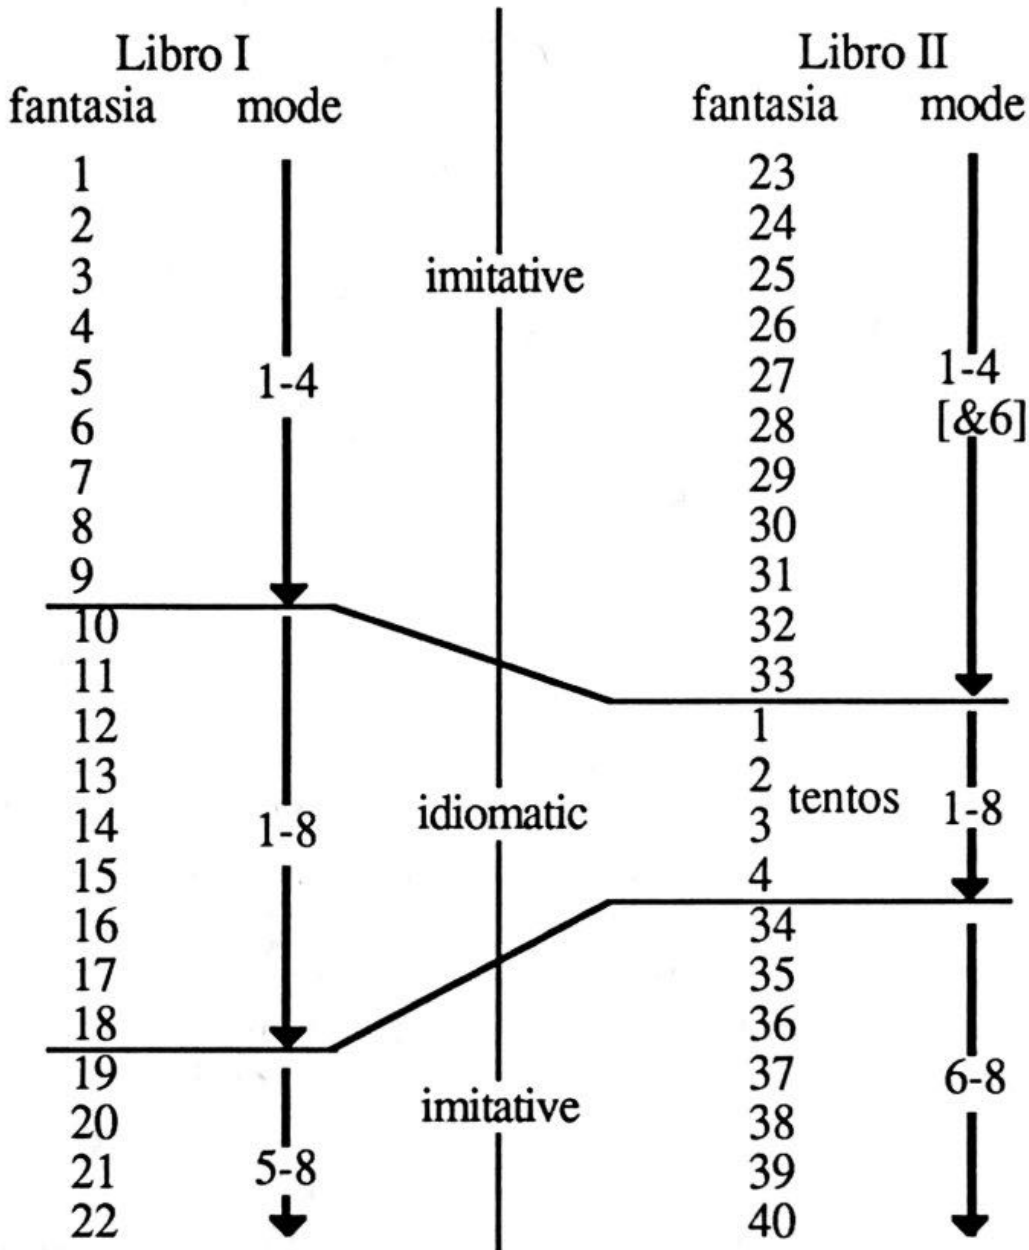 Libro I Libro II
fantasia mode fantasia mode
1 23
2 24
3 imitative 25
4 26
5 1-4 27 1-4
6 28 [&6]
7 29
8 30
9 31
10 32
11 33
12 1
13 2
14 1-8 idiomatic 3 tentos 1-8
15 4
16 34
17 35
18 36
19 37 6-8
20 imitative 38
21 5-8 39
22 40